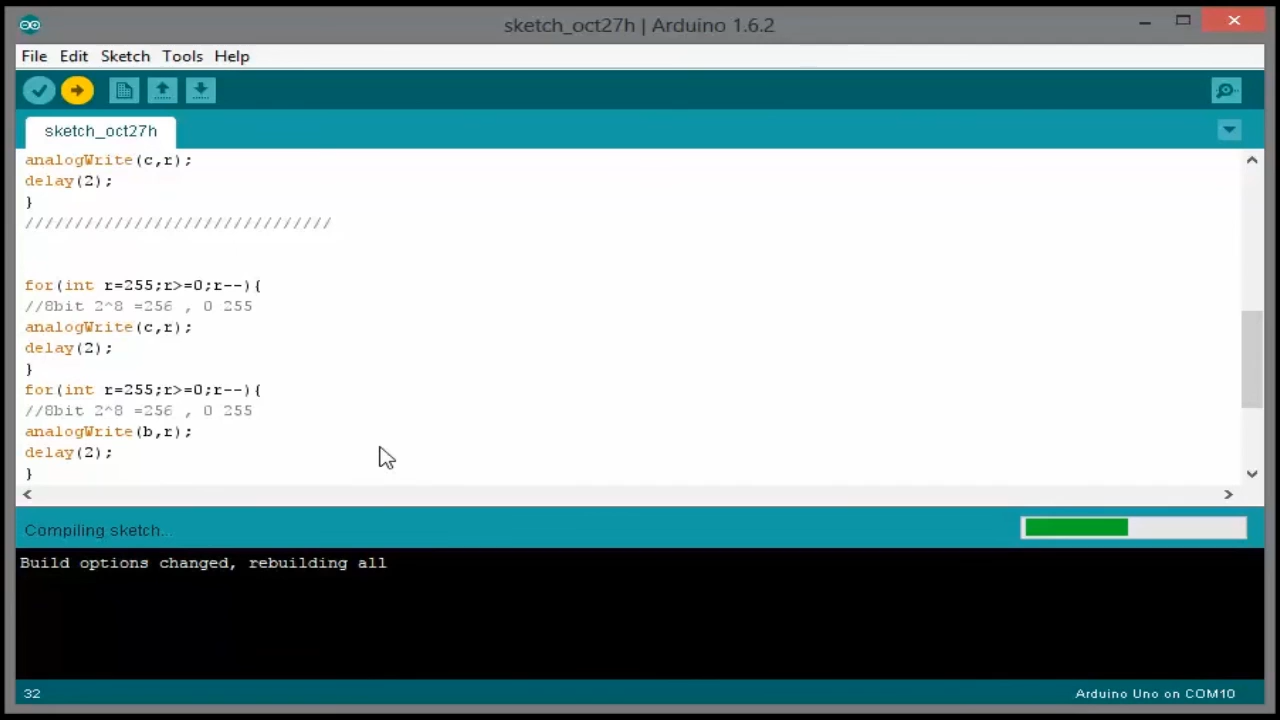 sketch_oct27h | Arduino 1.6.2
File Edit Sketch Tools Help
sketch_oct27h
analogWrite(c,r);
delay(2);
}
///////////////////////////////
for(int r=255;r>=0;r--){
//8bit 2^8 =256 , 0 255
analogWrite(c,r);
delay(2);
}
for(int r=255;r>=0;r--){
//8bit 2^8 =256 , 0 255
analogWrite(b,r);
delay(2);
}
Compiling sketch...
Build options changed, rebuilding all
32
Arduino Uno on COM10